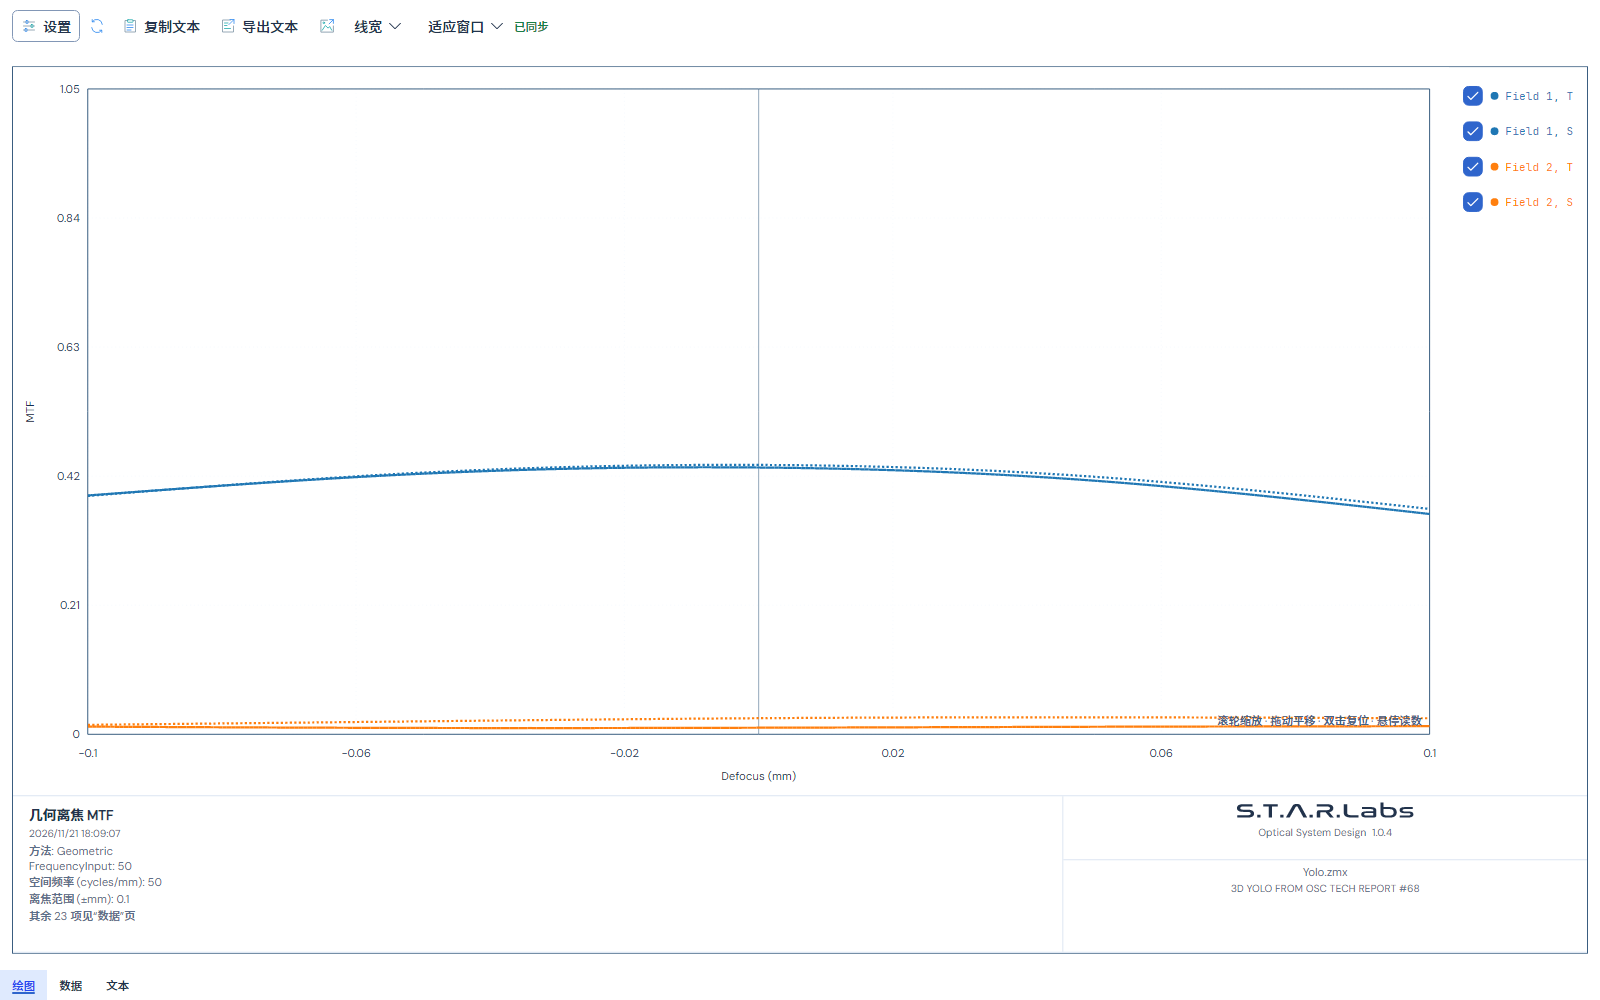 设置 复制文本 导出文本 线宽 适应窗口 已同步
1.05
0.84
0.63
0.42
0.21
0
MTF
−0.1 −0.06 −0.02 0.02 0.06 0.1
Defocus (mm)
滚轮缩放 · 拖动平移 · 双击复位 · 悬停读数
Field 1, T
Field 1, S
Field 2, T
Field 2, S
几何离焦 MTF
2026/11/21 18:09:07
方法: Geometric
FrequencyInput: 50
空间频率 (cycles/mm): 50
离焦范围 (±mm): 0.1
其余 23 项见“数据”页
S.T.A.R.Labs
Optical System Design 1.0.4
Yolo.zmx
3D YOLO FROM OSC TECH REPORT #68
绘图 数据 文本